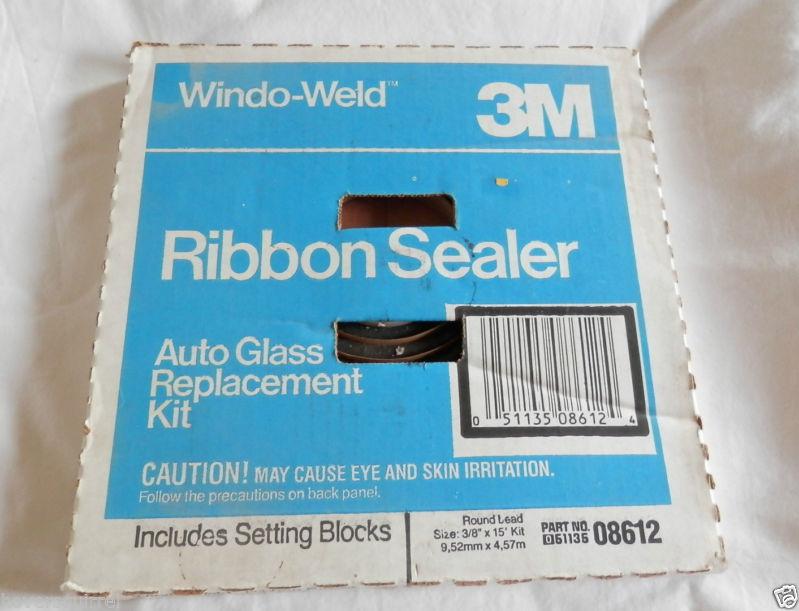 Windo-Weld™
3M
Ribbon Sealer
Auto Glass
Replacement
Kit
0 51135 08612 4
CAUTION! MAY CAUSE EYE AND SKIN IRRITATION.
Follow the precautions on back panel.
Includes Setting Blocks
Round Lead
Size: 3/8" x 15' Kit
9,52mm x 4,57m
PART NO.
051135 08612